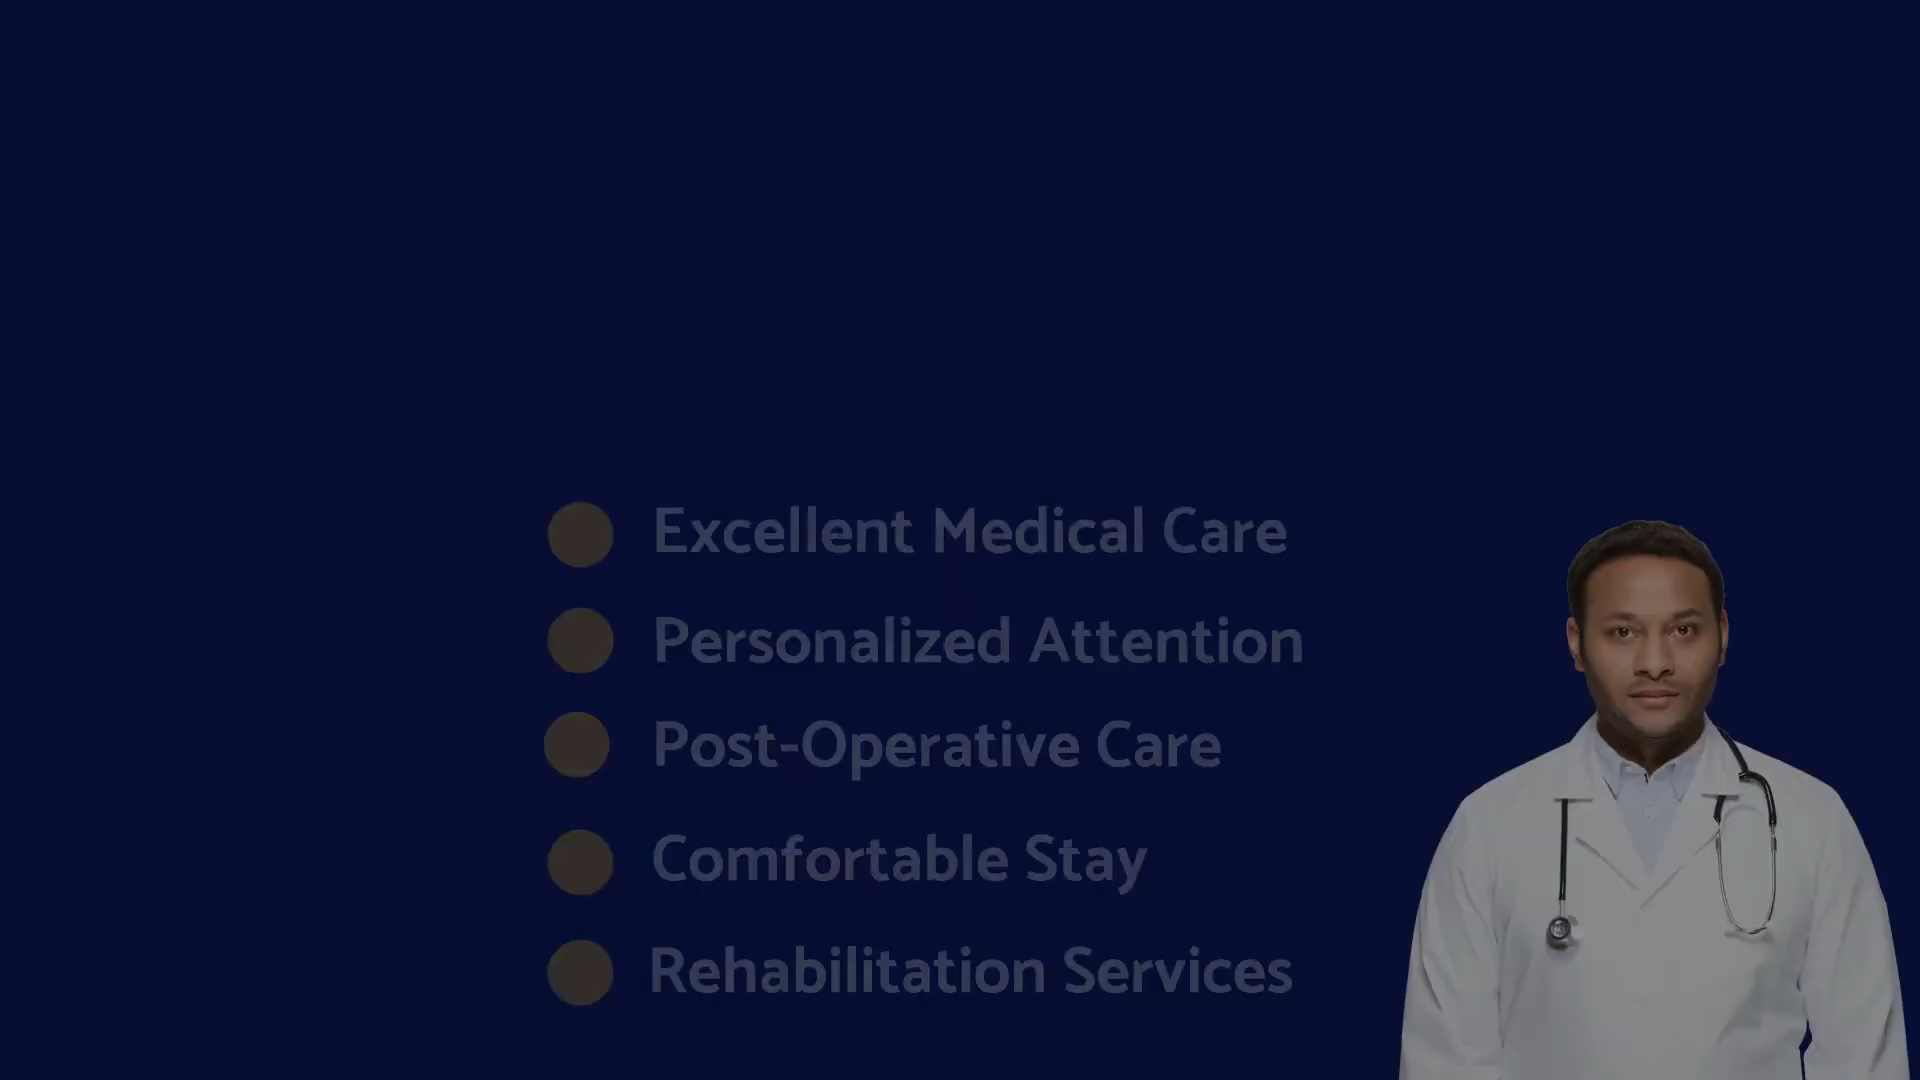 Excellent Medical Care
Personalized Attention
Post-Operative Care
Comfortable Stay
Rehabilitation Services